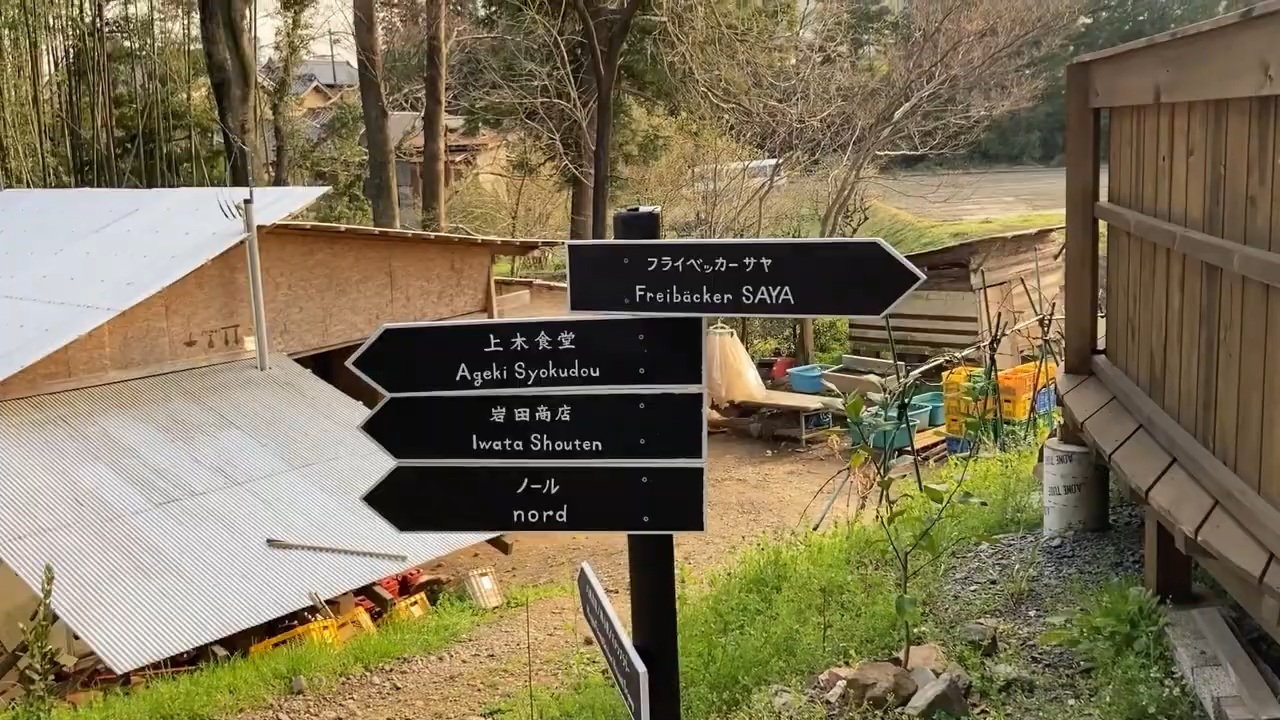 フライベッカーサヤ
Freibäcker SAYA
上木食堂
Ageki Syokudou
岩田商店
Iwata Shouten
ノール
nord